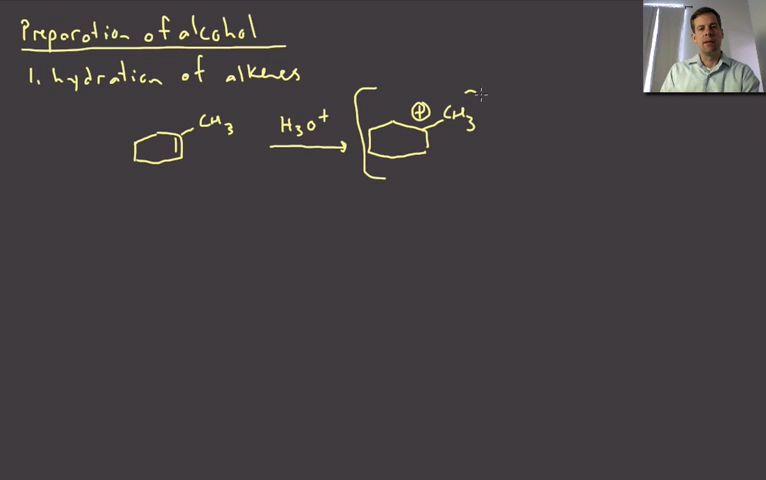 Preparation of alcohol
1. hydration of alkenes
CH3 H3O+ ⊕ CH3